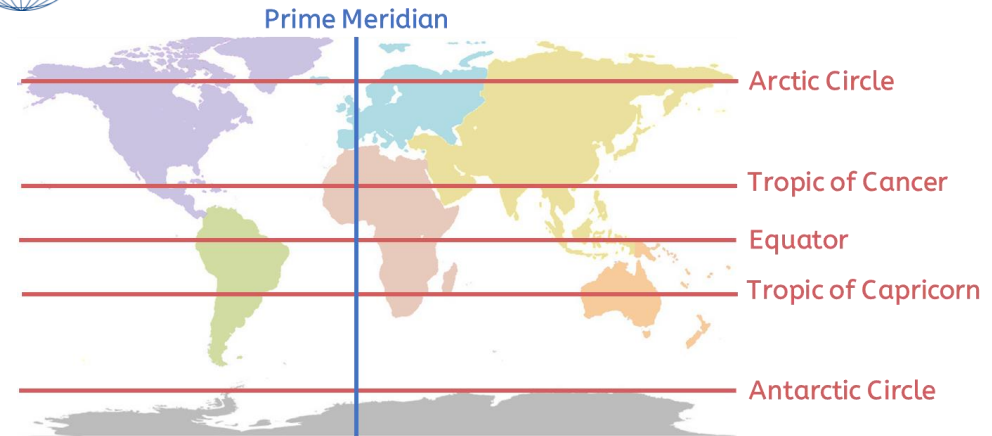 Prime Meridian
Arctic Circle
Tropic of Cancer
Equator
Tropic of Capricorn
Antarctic Circle